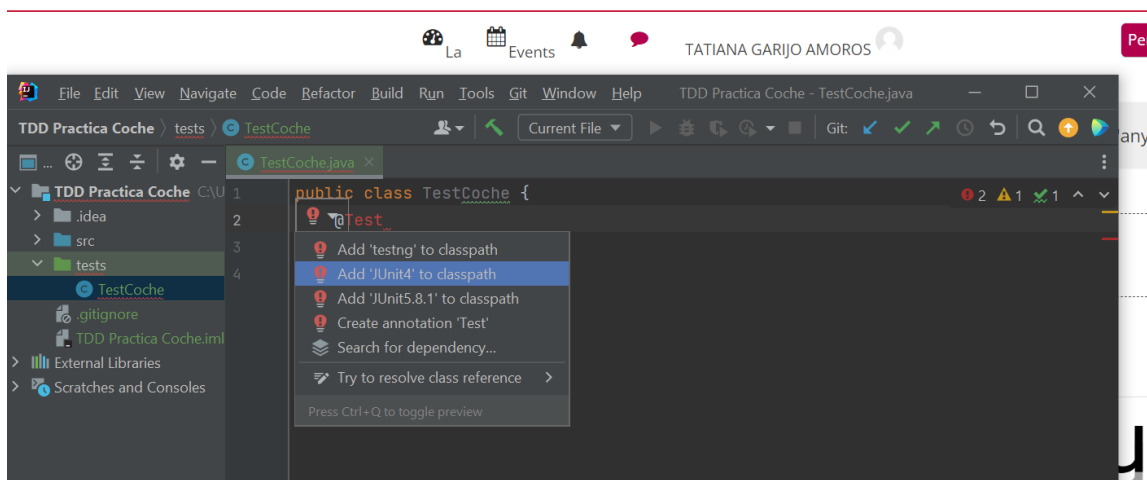 La Events TATIANA GARIJO AMOROS Pe
File Edit View Navigate Code Refactor Build Run Tools Git Window Help TDD Practica Coche - TestCoche.java
TDD Practica Coche tests TestCoche Current File Git:
... TestCoche.java
TDD Practica Coche C:\U 1 public class TestCoche { 2 1 1
.idea 2 @Test
src 3 Add 'testng' to classpath
tests 4 Add 'JUnit4' to classpath
TestCoche Add 'JUnit5.8.1' to classpath
.gitignore Create annotation 'Test'
TDD Practica Coche.iml Search for dependency...
External Libraries Try to resolve class reference
Scratches and Consoles
Press Ctrl+Q to toggle preview